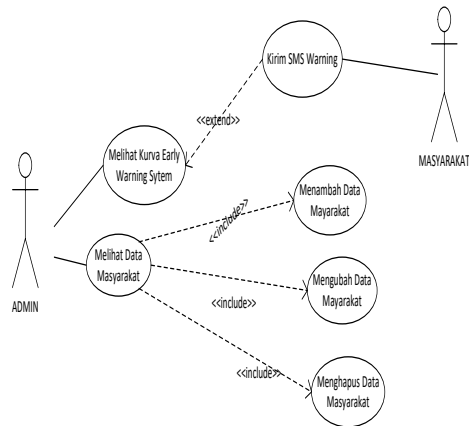 Kirim SMS Warning
MASYARAKAT
<<extend>>
Melihat Kurva Early
Warning Sytem
Menambah Data
Mayarakat
<<include>>
Melihat Data
Masyarakat
Mengubah Data
Mayarakat
<<include>>
ADMIN
<<include>>
Menghapus Data
Masyarakat